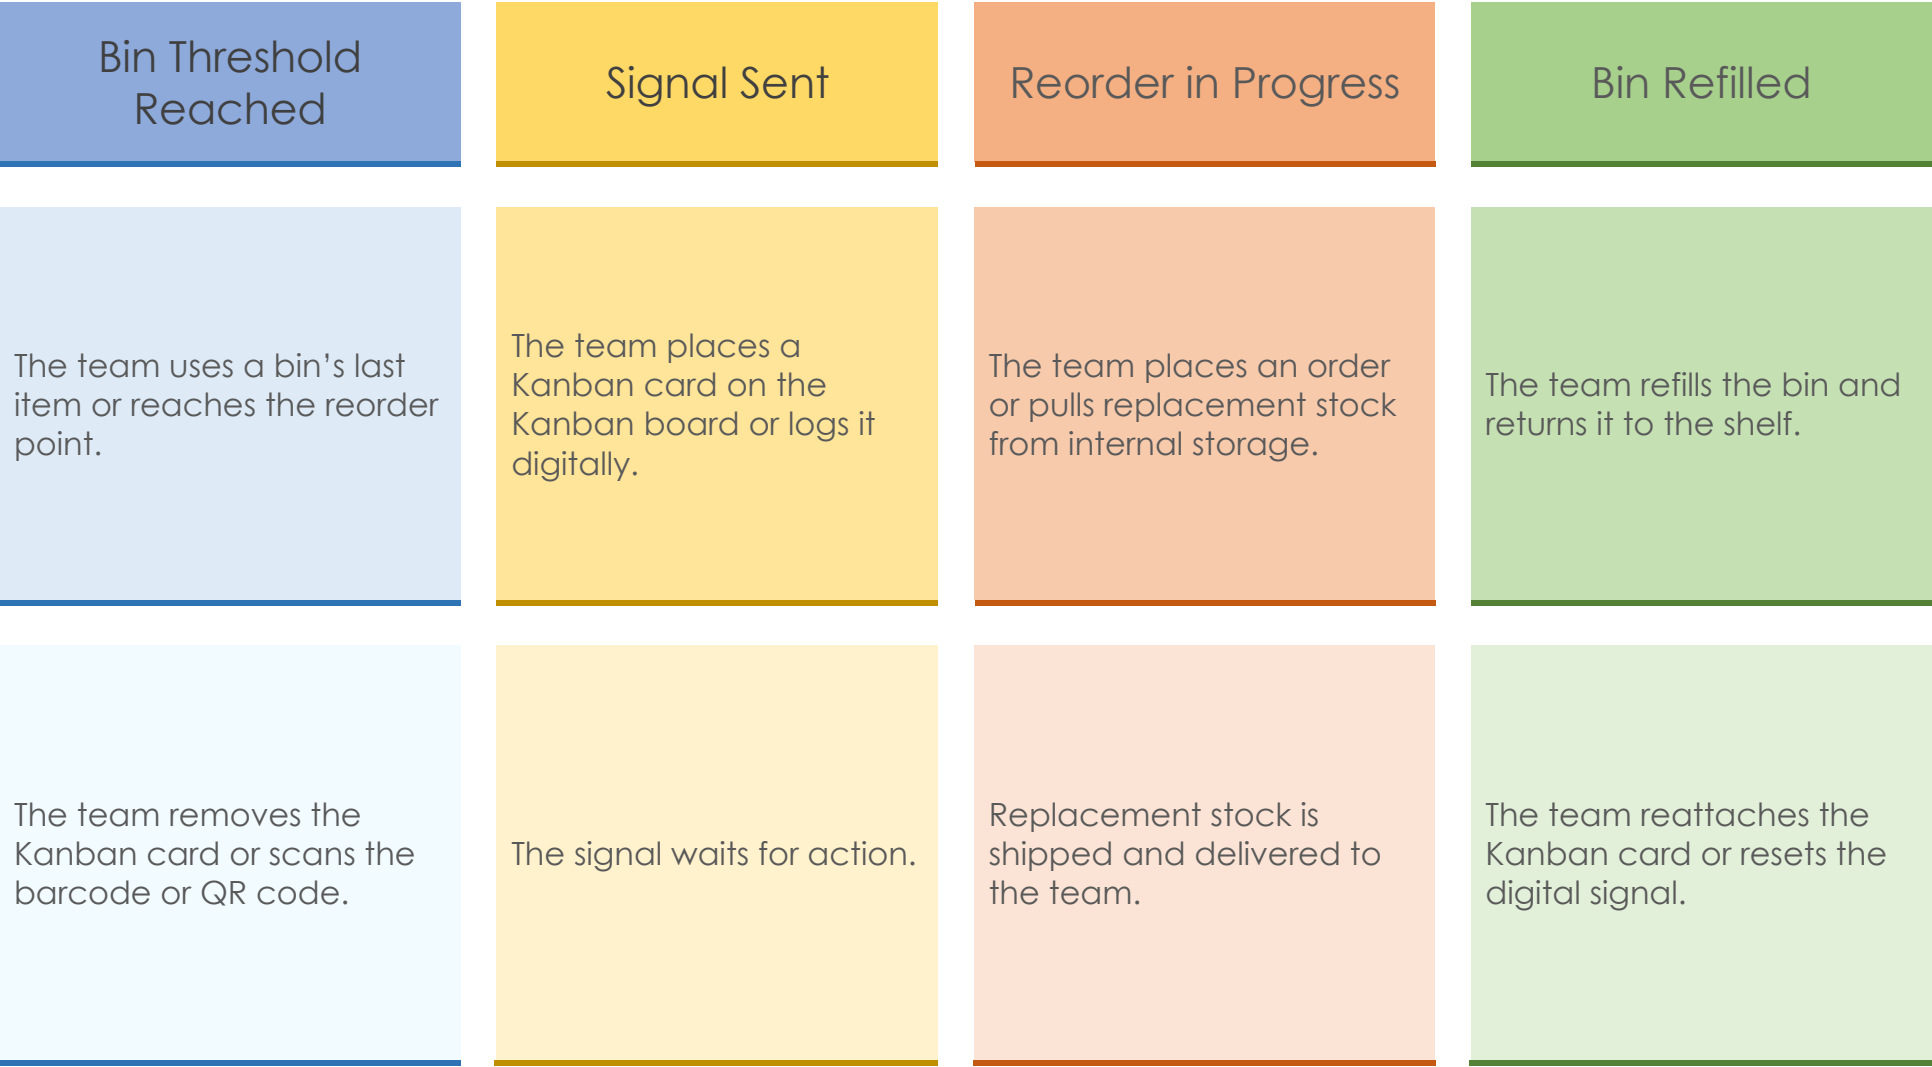 Bin Threshold
Reached
Signal Sent
Reorder in Progress
Bin Refilled
The team uses a bin’s last
item or reaches the reorder
point.
The team places a
Kanban card on the
Kanban board or logs it
digitally.
The team places an order
or pulls replacement stock
from internal storage.
The team refills the bin and
returns it to the shelf.
The team removes the
Kanban card or scans the
barcode or QR code.
The signal waits for action.
Replacement stock is
shipped and delivered to
the team.
The team reattaches the
Kanban card or resets the
digital signal.